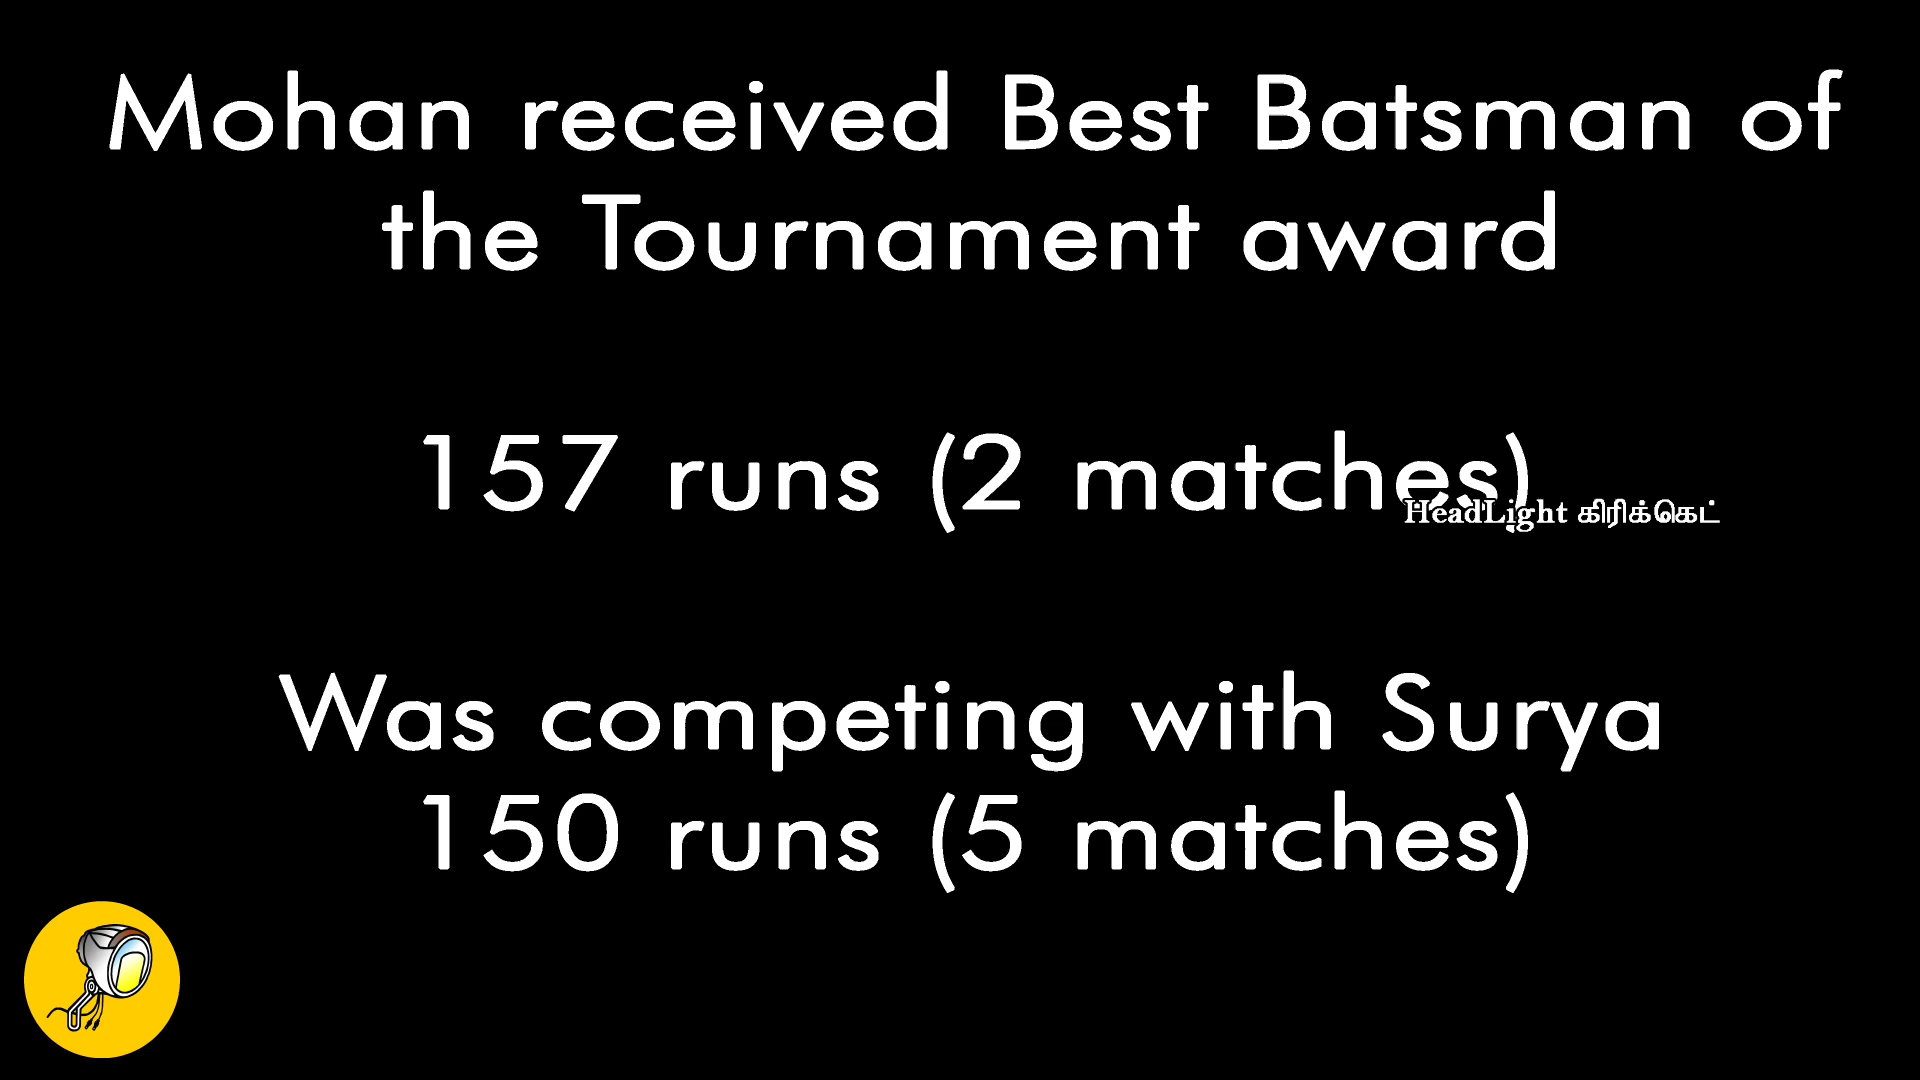 Mohan received Best Batsman of
the Tournament award
157 runs (2 matches)
HeadLight கிரிக்கெட்
Was competing with Surya
150 runs (5 matches)